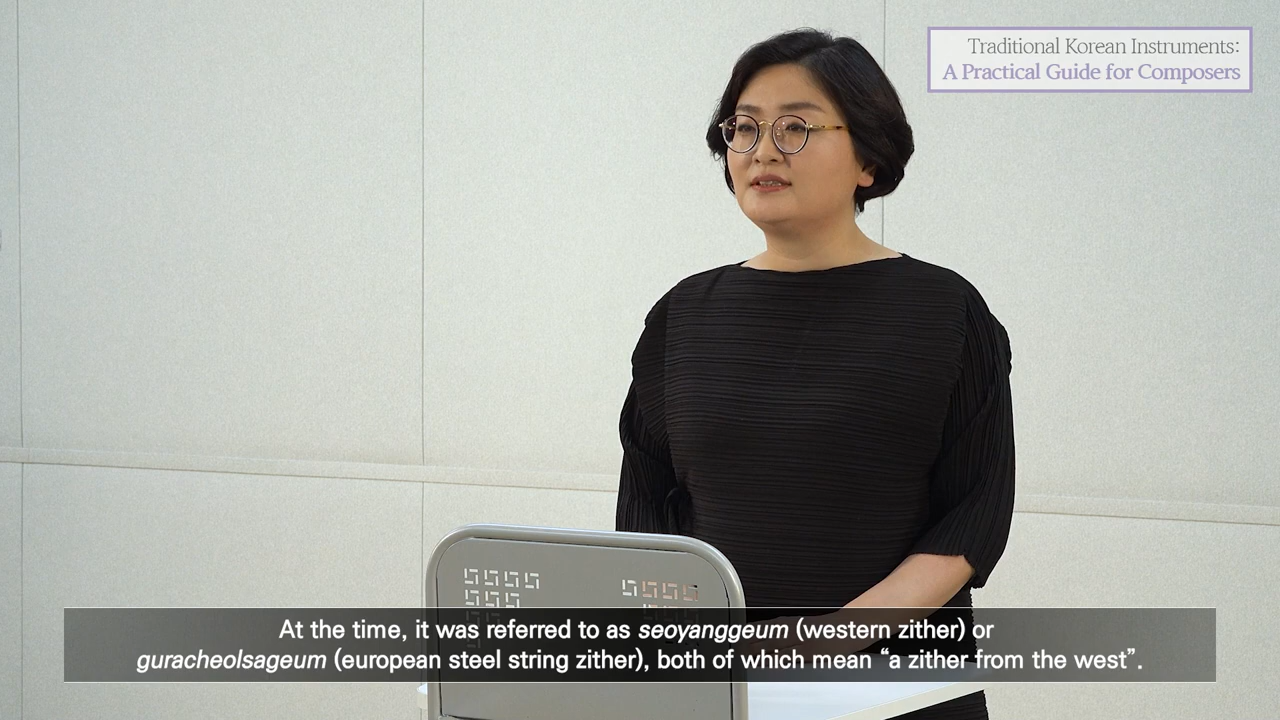 Traditional Korean Instruments:
A Practical Guide for Composers
At the time, it was referred to as seoyanggeum (western zither) or
guracheolsageum (european steel string zither), both of which mean “a zither from the west”.